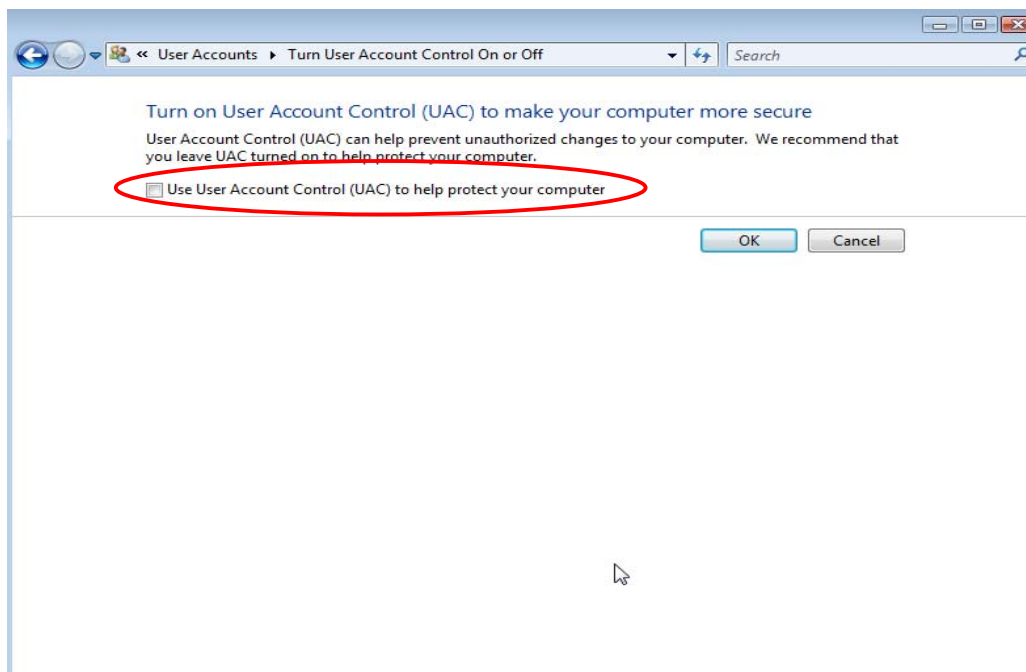 « User Accounts ▸ Turn User Account Control On or Off Search
Turn on User Account Control (UAC) to make your computer more secure
User Account Control (UAC) can help prevent unauthorized changes to your computer. We recommend that
you leave UAC turned on to help protect your computer.
Use User Account Control (UAC) to help protect your computer
OK Cancel